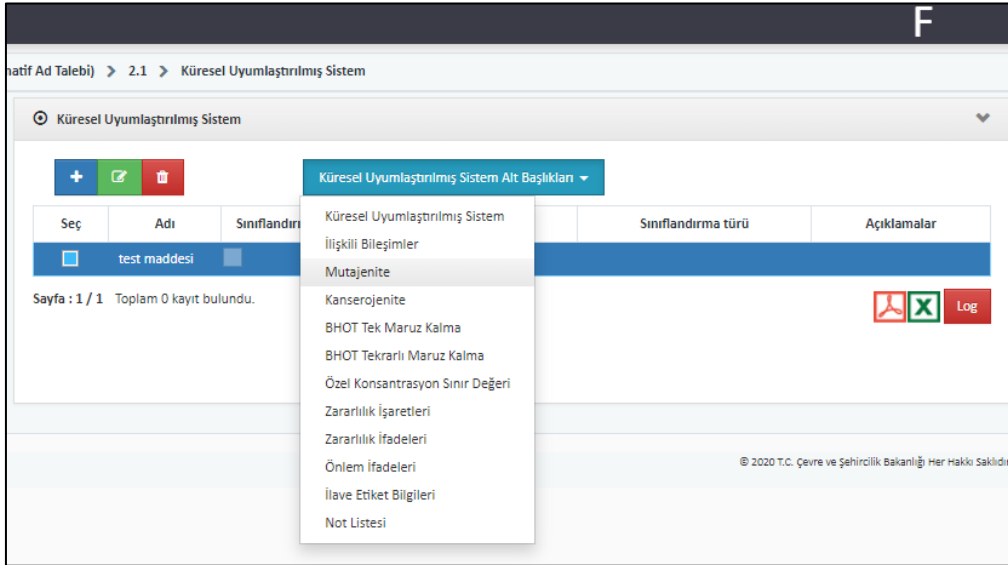 F
natif Ad Talebi) > 2.1 > Küresel Uyumlaştırılmış Sistem
Küresel Uyumlaştırılmış Sistem
Küresel Uyumlaştırılmış Sistem Alt Başlıkları
Seç Adı Sınıflandırı Sınıflandırma türü Açıklamalar
test maddesi
Sayfa : 1 / 1 Toplam 0 kayıt bulundu.
Log
Küresel Uyumlaştırılmış Sistem
İlişkili Bileşimler
Mutajenite
Kanserojenite
BHOT Tek Maruz Kalma
BHOT Tekrarlı Maruz Kalma
Özel Konsantrasyon Sınır Değeri
Zararlılık İşaretleri
Zararlılık İfadeleri
Önlem İfadeleri
İlave Etiket Bilgileri
Not Listesi
© 2020 T.C. Çevre ve Şehircilik Bakanlığı Her Hakkı Saklıdır